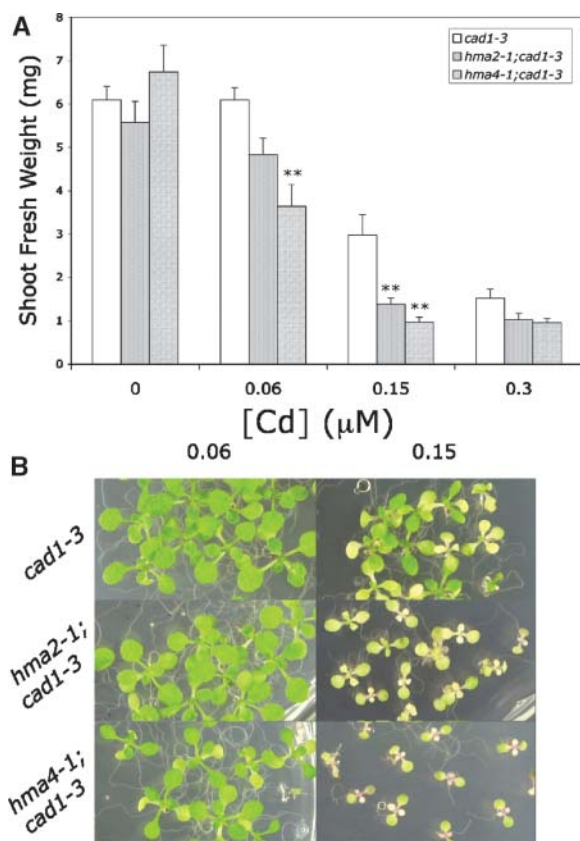 A
8
7
6
5
4
3
2
1
0
Shoot Fresh Weight (mg)
cad1-3
hma2-1;cad1-3
hma4-1;cad1-3
**
**
**
0 0.06 0.15 0.3
[Cd] (μM)
B
0.06 0.15
cad1-3
hma2-1;
cad1-3
hma4-1;
cad1-3